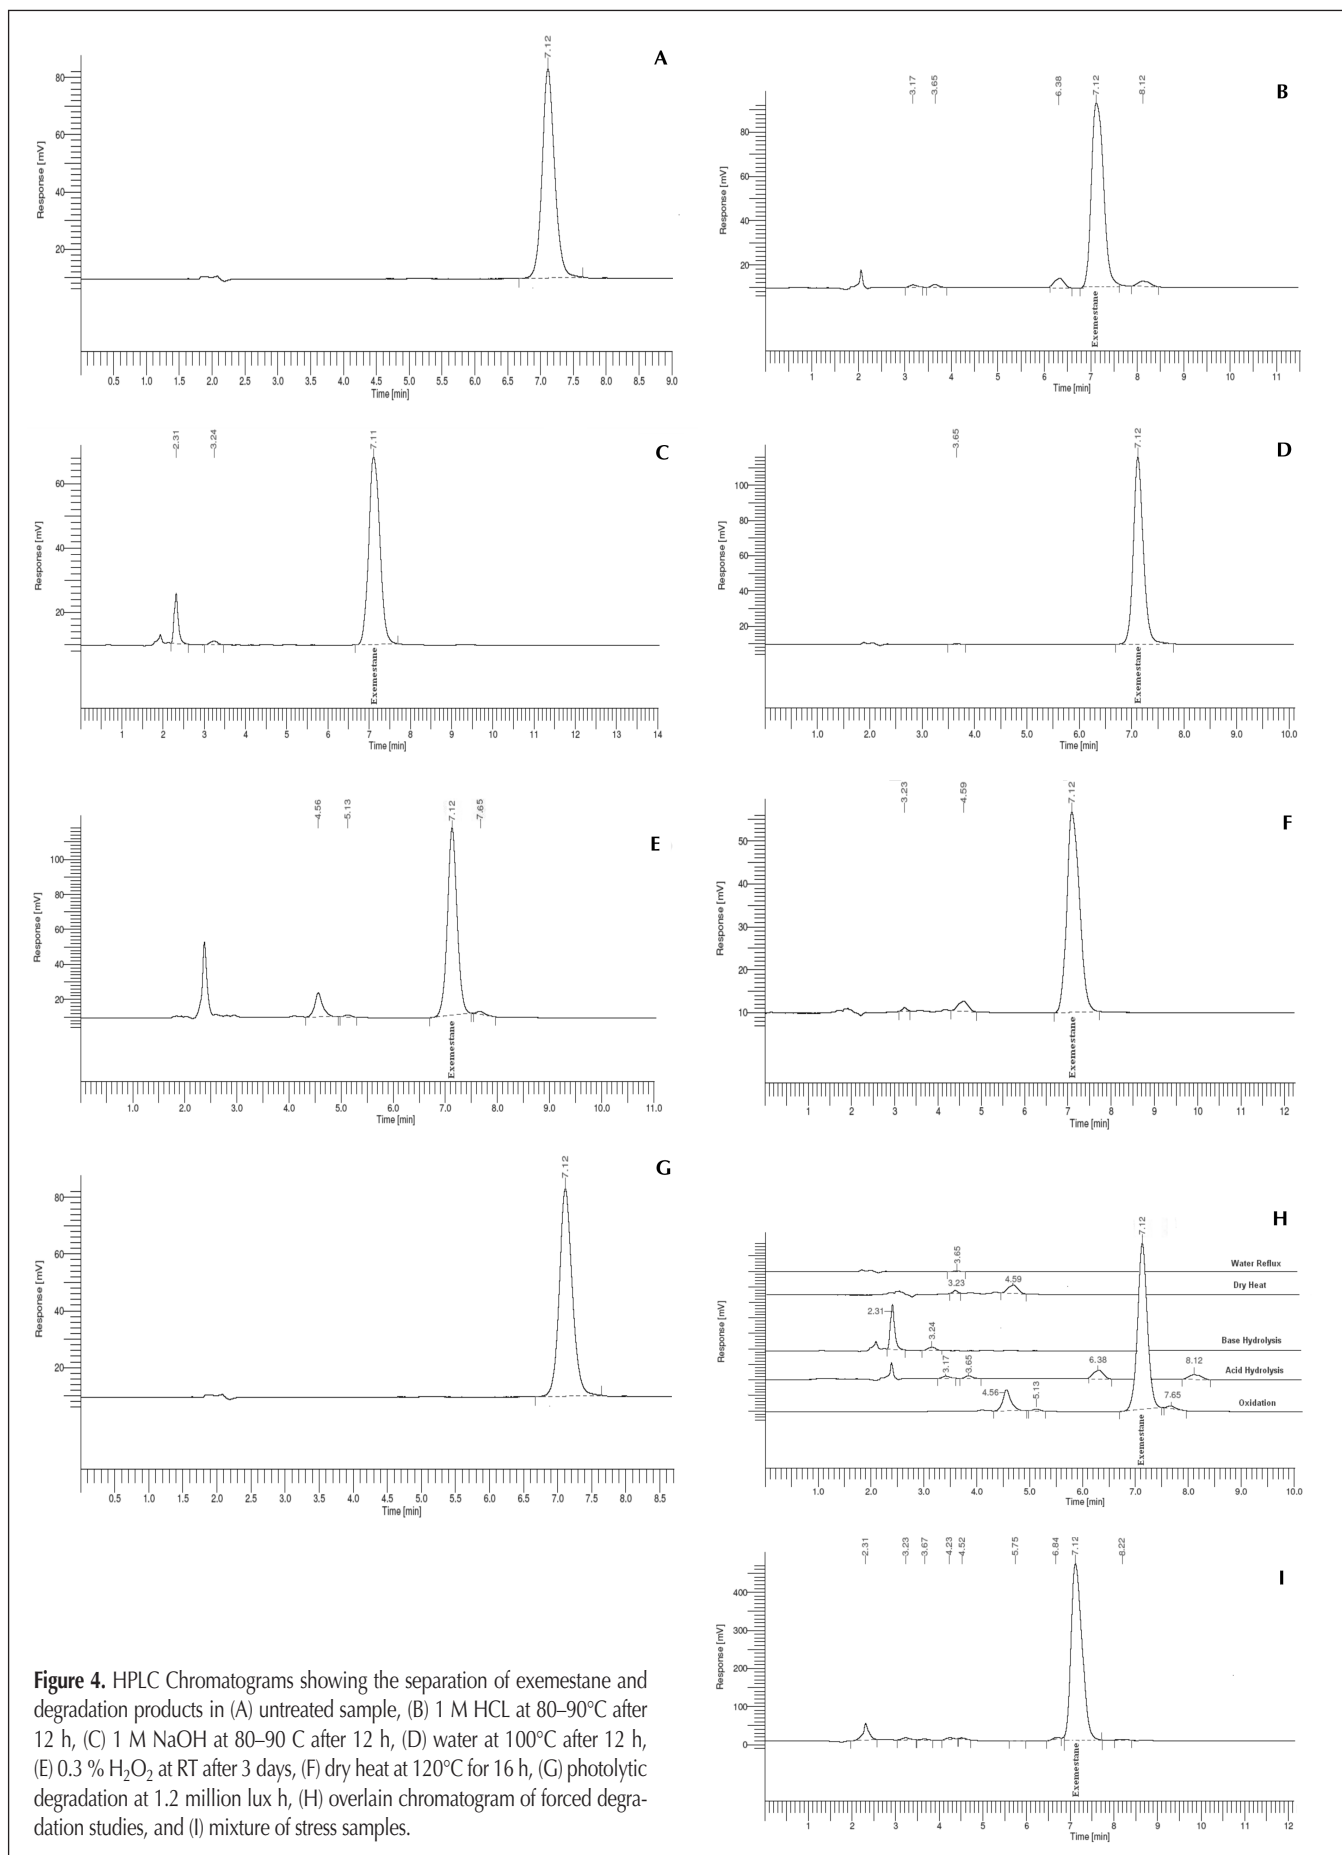 7.12
A
Response [mV]
80
60
40
20
0.5 1.0 1.5 2.0 2.5 3.0 3.5 4.0 4.5 5.0 5.5 6.0 6.5 7.0 7.5 8.0 8.5 9.0
Time [min]
3.17 3.65 6.38 7.12 8.12
B
Response [mV]
80
60
40
20
Exemestane
1 2 3 4 5 6 7 8 9 10 11
Time [min]
2.31 3.24 7.11
C
Response [mV]
60
40
20
Exemestane
1 2 3 4 5 6 7 8 9 10 11 12 13 14
Time [min]
3.65 7.12
D
Response [mV]
100
80
60
40
20
Exemestane
1.0 2.0 3.0 4.0 5.0 6.0 7.0 8.0 9.0 10.0
Time [min]
4.56 5.13 7.12 7.65
E
Response [mV]
100
80
60
40
20
Exemestane
1.0 2.0 3.0 4.0 5.0 6.0 7.0 8.0 9.0 10.0 11.0
Time [min]
3.23 4.59 7.12
F
Response [mV]
50
40
30
20
10
Exemestane
1 2 3 4 5 6 7 8 9 10 11 12
Time [min]
7.12
G
Response [mV]
80
60
40
20
0.5 1.0 1.5 2.0 2.5 3.0 3.5 4.0 4.5 5.0 5.5 6.0 6.5 7.0 7.5 8.0 8.5
Time [min]
7.12
H
Response [mV]
3.65
Water Reflux
3.23 4.59
Dry Heat
2.31 3.24
Base Hydrolysis
3.17 3.65 6.38 8.12
Acid Hydrolysis
4.56 5.13 7.65
Oxidation
Exemestane
1.0 2.0 3.0 4.0 5.0 6.0 7.0 8.0 9.0 10.0
Time [min]
2.31 3.23 3.67 4.23 4.52 5.75 6.84 7.12 8.22
I
Response [mV]
400
300
200
100
0
Exemestane
2 3 4 5 6 7 8 9 10 11 12
Time [min]
Figure 4. HPLC Chromatograms showing the separation of exemestane and
degradation products in (A) untreated sample, (B) 1 M HCL at 80–90°C after
12 h, (C) 1 M NaOH at 80–90 C after 12 h, (D) water at 100°C after 12 h,
(E) 0.3 % H₂O₂ at RT after 3 days, (F) dry heat at 120°C for 16 h, (G) photolytic
degradation at 1.2 million lux h, (H) overlain chromatogram of forced degra-
dation studies, and (I) mixture of stress samples.